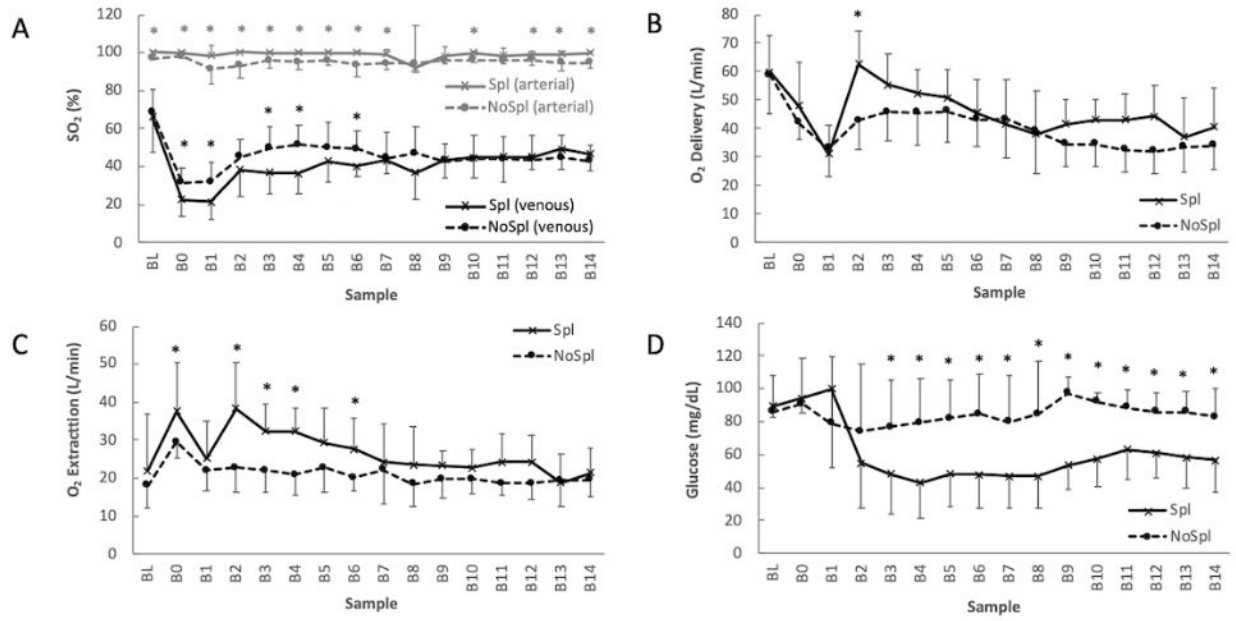 A
120
100
80
60
40
20
0
SO₂ (%)
* * * * * * * * * * * * *
Spl (arterial)
NoSpl (arterial)
* * * * *
Spl (venous)
NoSpl (venous)
BL B0 B1 B2 B3 B4 B5 B6 B7 B8 B9 B10 B11 B12 B13 B14
Sample
B
80
70
60
50
40
30
20
10
0
O₂ Delivery (L/min)
*
Spl
NoSpl
BL B0 B1 B2 B3 B4 B5 B6 B7 B8 B9 B10 B11 B12 B13 B14
Sample
C
60
50
40
30
20
10
0
O₂ Extracttion (L/min)
Spl
NoSpl
* * * * *
BL B0 B1 B2 B3 B4 B5 B6 B7 B8 B9 B10 B11 B12 B13 B14
Sample
D
140
120
100
80
60
40
20
0
Glucose (mg/dL)
* * * * * * * * * * * *
Spl
NoSpl
BL B0 B1 B2 B3 B4 B5 B6 B7 B8 B9 B10 B11 B12 B13 B14
Sample